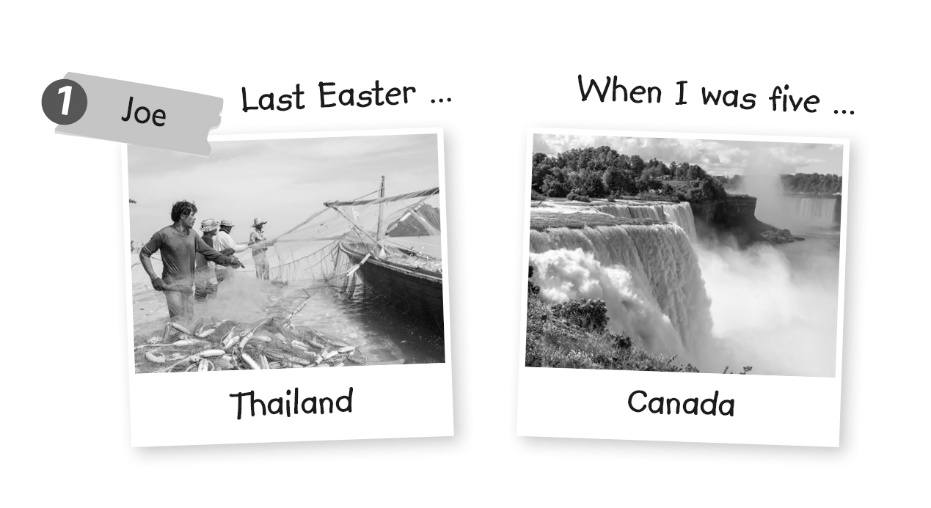 1 Joe
Last Easter ...
When I was five ...
Thailand
Canada